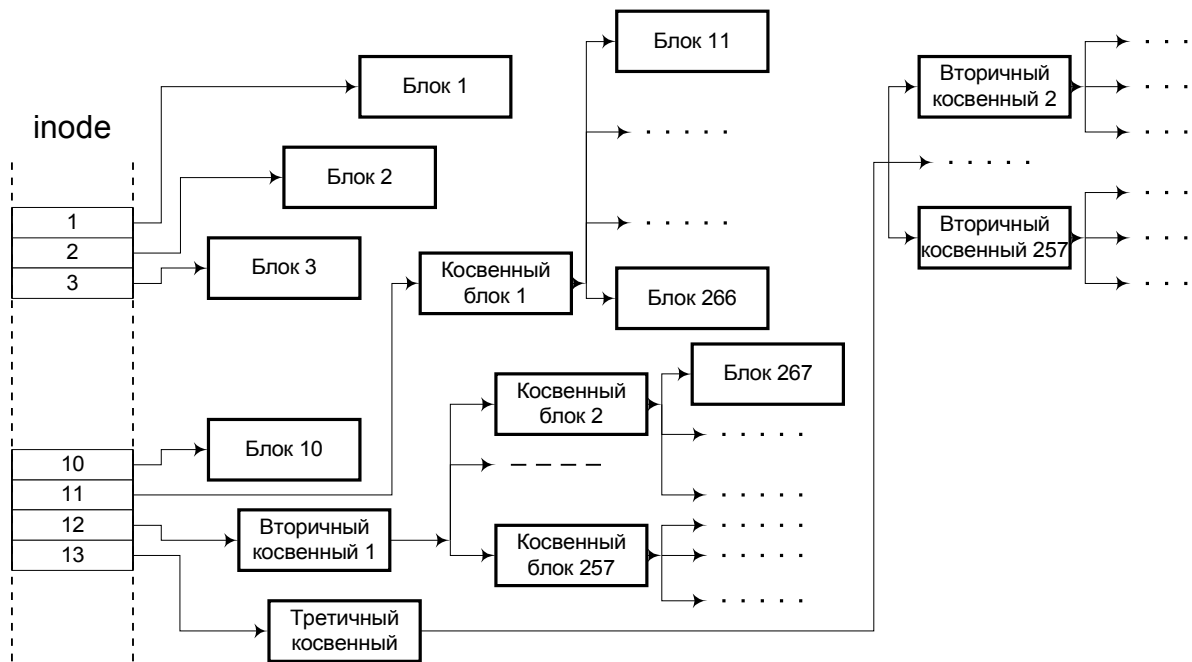 inode
1
2
3
10
11
12
13
Блок 1
Блок 2
Блок 3
Блок 10
Косвенный
блок 1
Блок 11
. . . . .
. . . . .
Блок 266
Вторичный
косвенный 1
Косвенный
блок 2
Блок 267
. . . . .
. . . . .
Косвенный
блок 257
. . . . .
. . . . .
. . . . .
Третичный
косвенный
Вторичный
косвенный 2
. . .
. . .
. . .
. . . . .
Вторичный
косвенный 257
. . .
. . .
. . .